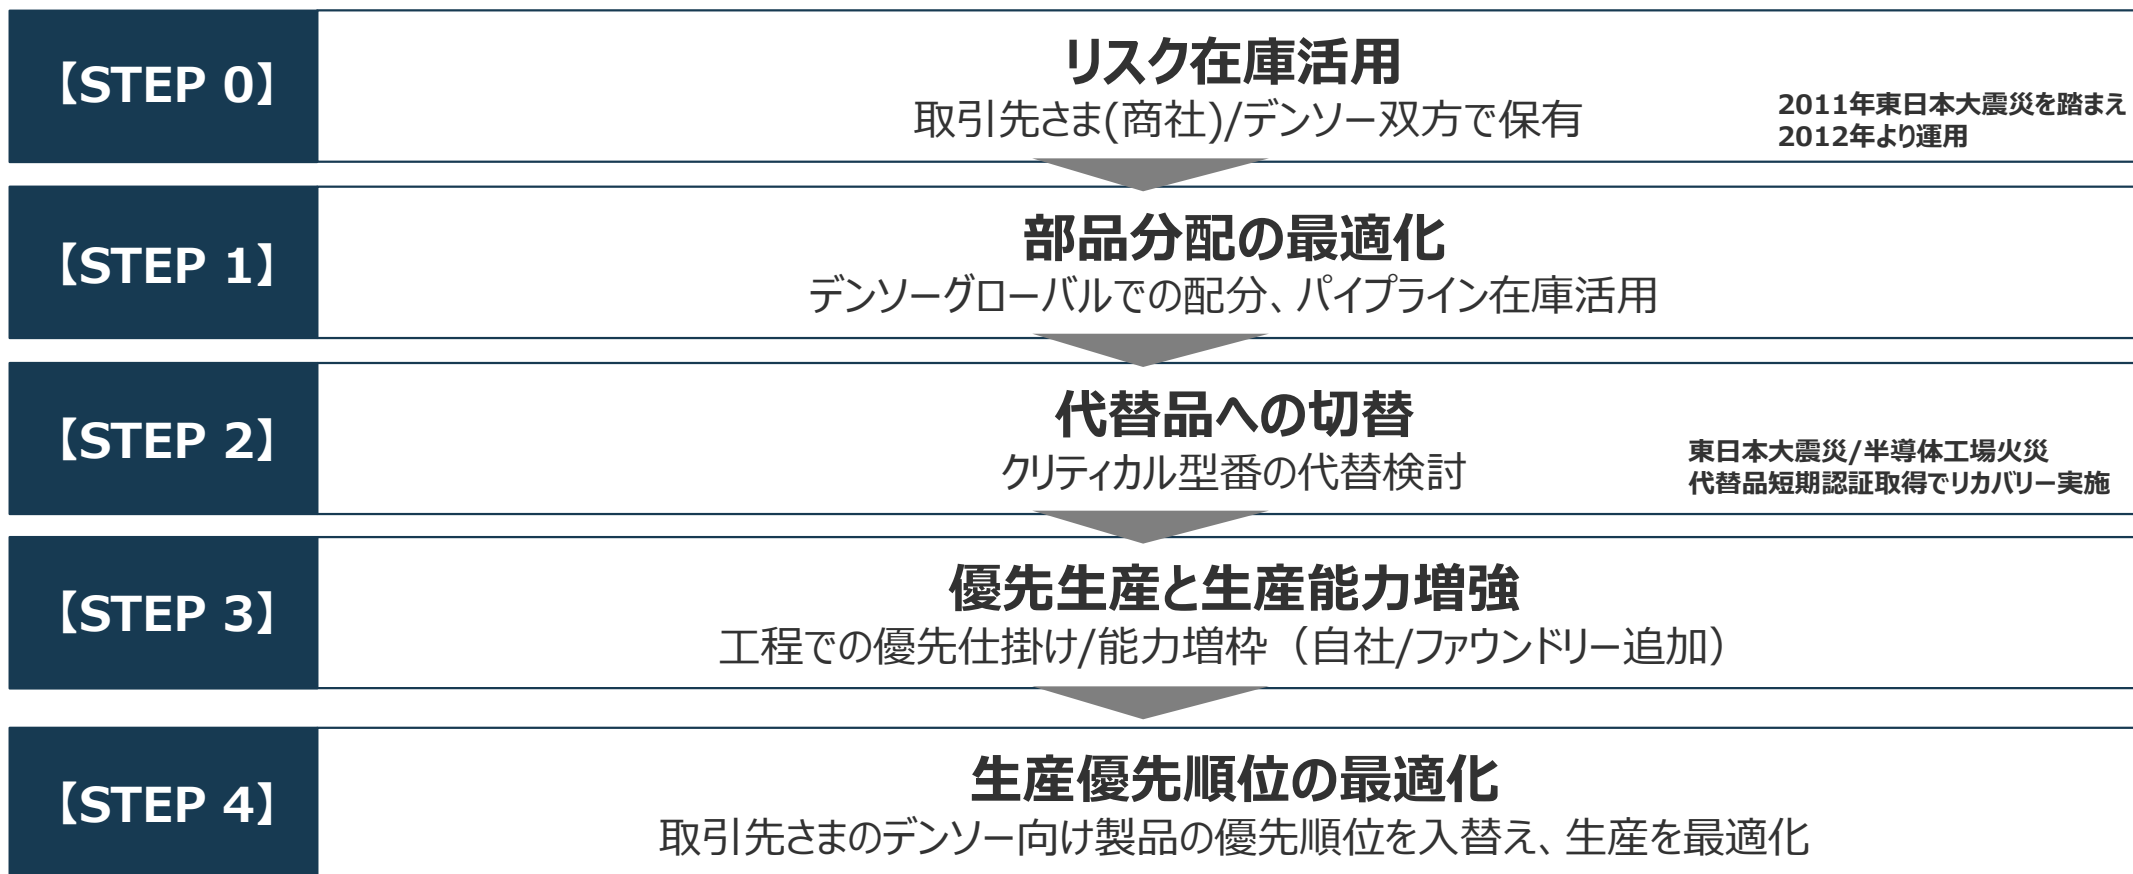 【STEP 0】
リスク在庫活用
取引先さま(商社)/デンソー双方で保有
2011年東日本大震災を踏まえ
2012年より運用
【STEP 1】
部品分配の最適化
デンソーグローバルでの配分、パイプライン在庫活用
【STEP 2】
代替品への切替
クリティカル型番の代替検討
東日本大震災/半導体工場火災
代替品短期認証取得でリカバリー実施
【STEP 3】
優先生産と生産能力増強
工程での優先仕掛け/能力増枠（自社/ファウンドリー追加）
【STEP 4】
生産優先順位の最適化
取引先さまのデンソー向け製品の優先順位を入替え、生産を最適化